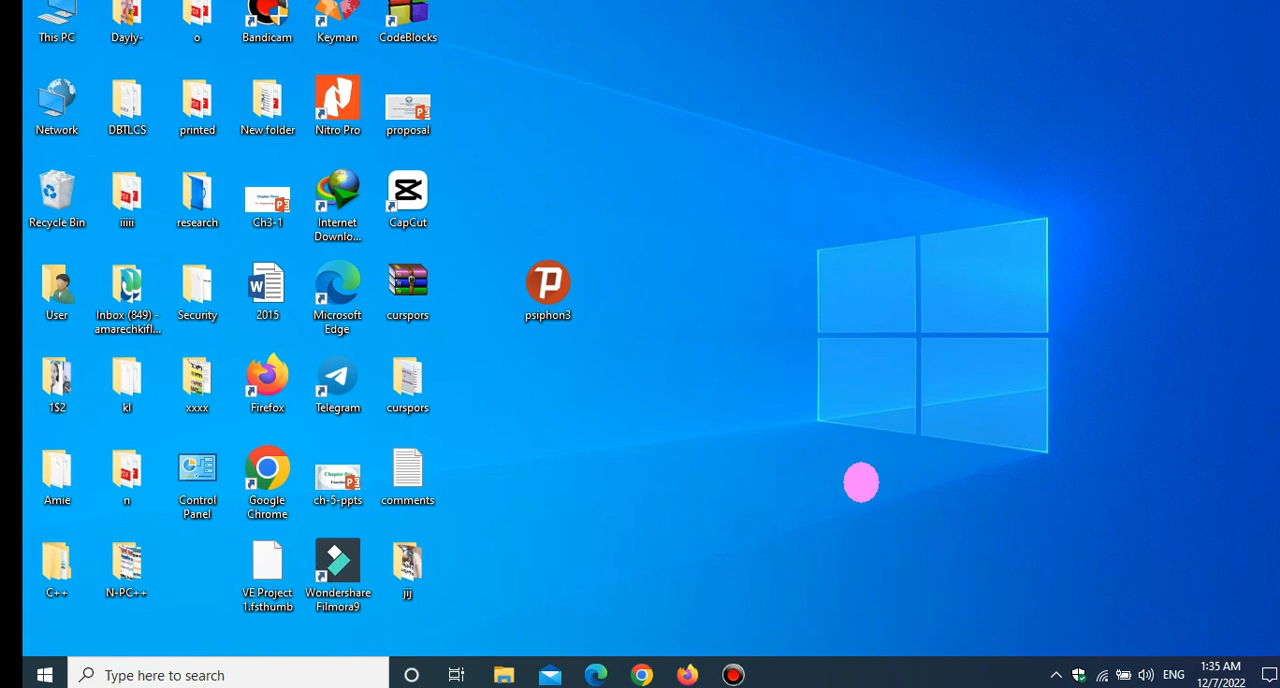 This PC
Dayly-
o
Bandicam
Keyman
CodeBlocks
Network
DBTLCS
printed
New folder
Nitro Pro
proposal
Recycle Bin
iiiii
research
Ch3-1
Internet
Downlo...
CapCut
User
Inbox (849) -
amarechkifl...
Security
2015
Microsoft
Edge
curspors
psiphon3
1$2
kl
xxxx
Firefox
Telegram
curspors
Amie
n
Control
Panel
Google
Chrome
ch-5-ppts
comments
C++
N-PC++
VE Project
1.fsthumb
Wondershare
Filmora9
jij
Type here to search
ENG
1:35 AM
12/7/2022